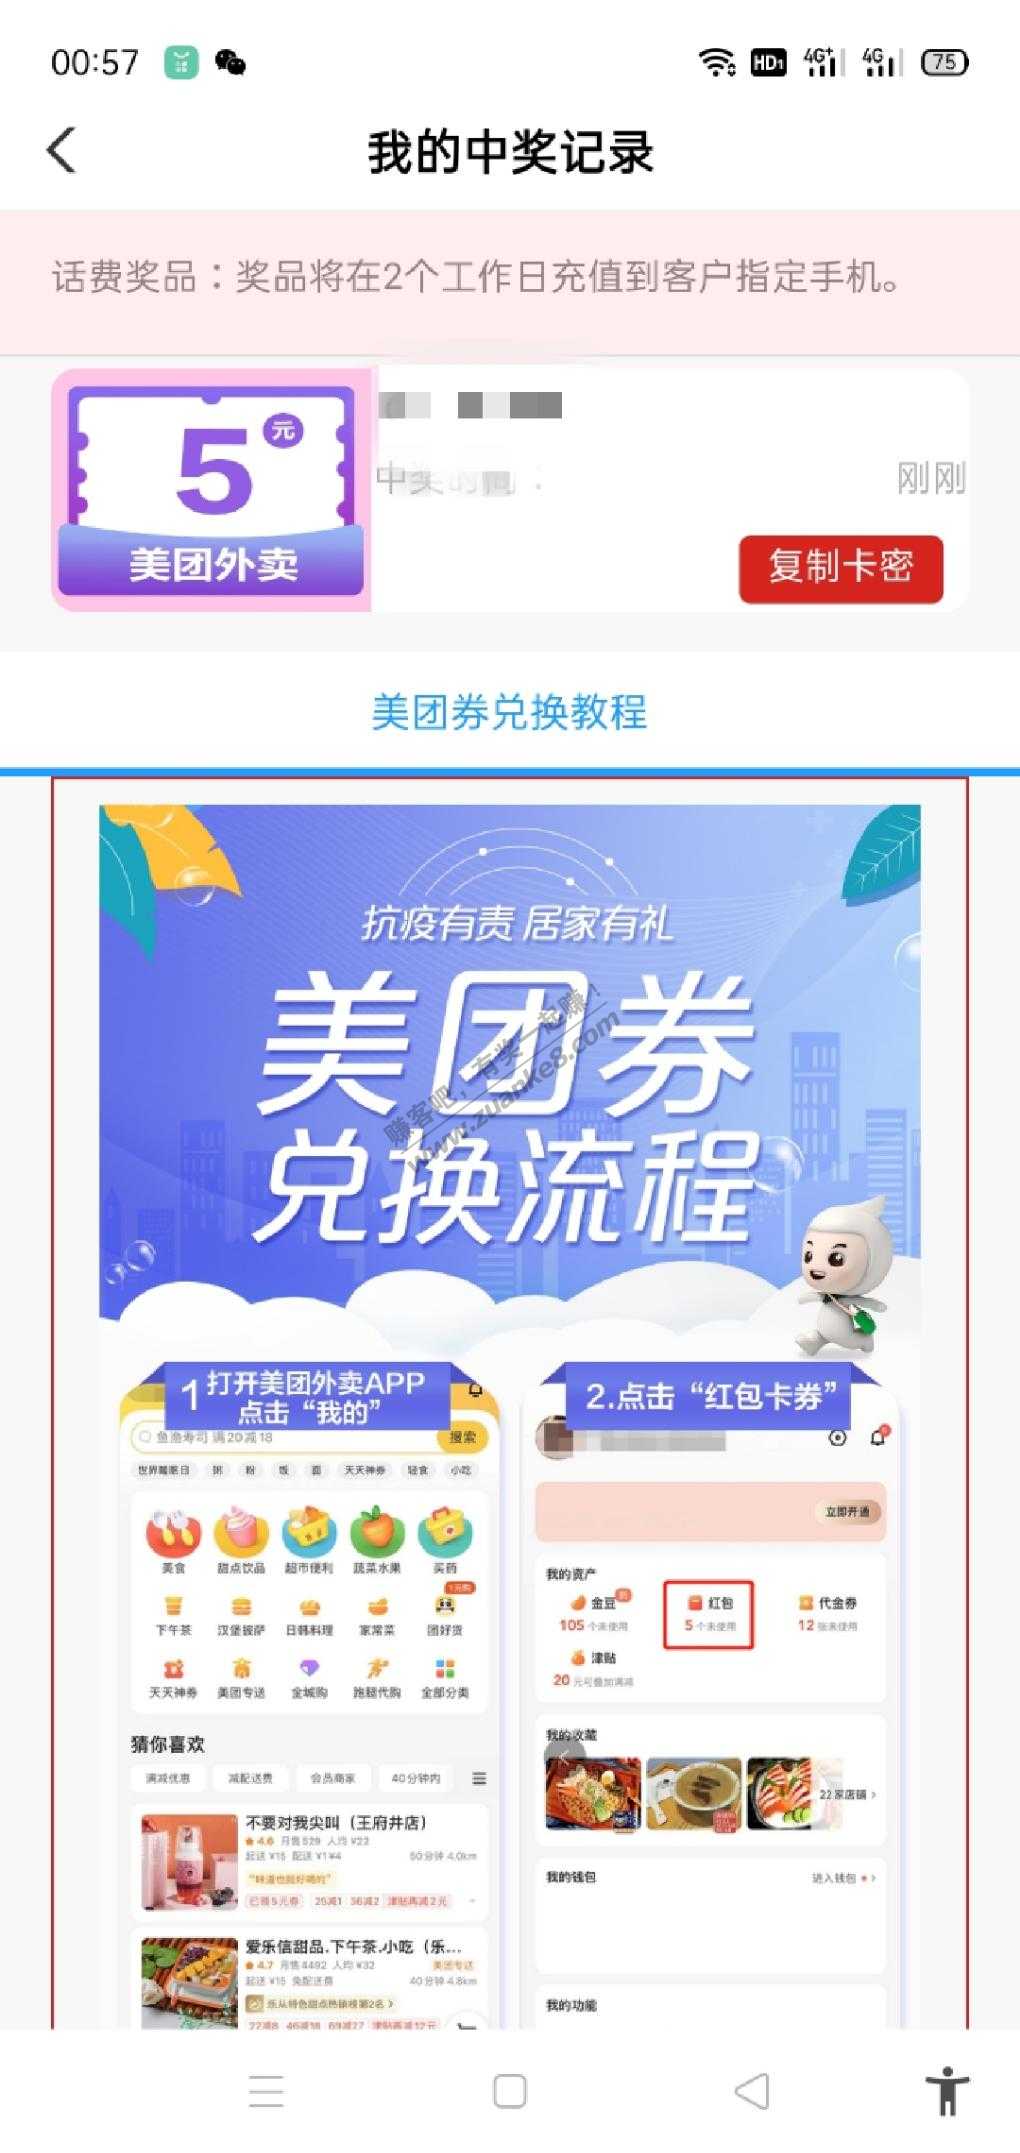 00:57
HD1 4G+ 4G 75
我的中奖记录
话费奖品：奖品将在2个工作日充值到客户指定手机。
5元
美团外卖
中奖时间：
刚刚
复制卡密
美团券兑换教程
抗疫有责 居家有礼
美团券
兑换流程
赚客吧，有奖一起赚！
www.zuanke8.com
1 打开美团外卖APP
点击“我的”
鱼渔寿司 满20减18
搜索
世界睡眠日 粥 粉 饭 面 天天神券 轻食 小吃
美食 甜点饮品 超市便利 蔬菜水果 买药
1元购
下午茶 汉堡披萨 日韩料理 家常菜 团好货
天天神券 美团专送 全城购 跑腿代购 全部分类
猜你喜欢
满减优惠 减配送费 会员商家 40分钟内
不要对我尖叫（王府井店）
4.6 月售529 人均 ¥22
起送 ¥15 配送 ¥1 ¥4 50分钟 4.0km
“味道也挺好喝的”
已领5元券 25减1 36减2 津贴再减2元
爱乐信甜品.下午茶.小吃（乐...
4.7 月售4492 人均 ¥32 美团专送
起送 ¥15 免配送费 40分钟 4.8km
乐从特色甜点热销榜第2名 >
22减8 46减18 69减27 津贴再减12元
2.点击“红包卡券”
立即开通
我的资产
金豆 红包 代金券
105 个未使用 5 个未使用 12 张未使用
津贴
20 元可叠加满减
我的收藏
22家店铺 >
我的钱包 进入钱包 >
我的功能